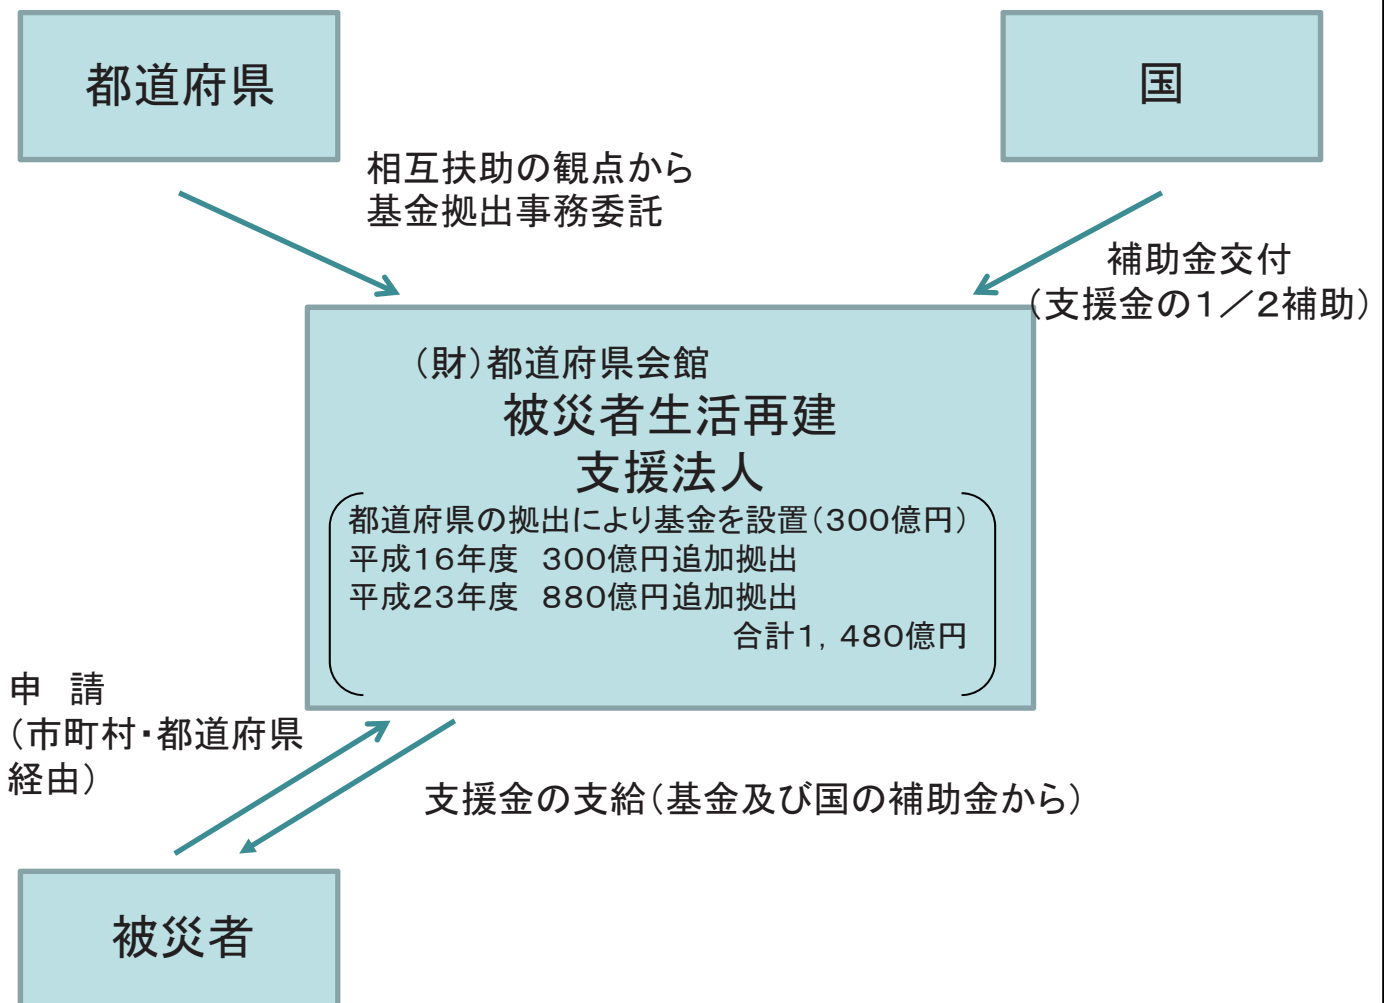 都道府県
国
相互扶助の観点から
基金拠出事務委託
補助金交付
（支援金の１／２補助）
（財）都道府県会館
被災者生活再建
支援法人
都道府県の拠出により基金を設置（３００億円）
平成１６年度　３００億円追加拠出
平成２３年度　８８０億円追加拠出
合計１，４８０億円
申　請
（市町村・都道府県
経由）
支援金の支給（基金及び国の補助金から）
被災者